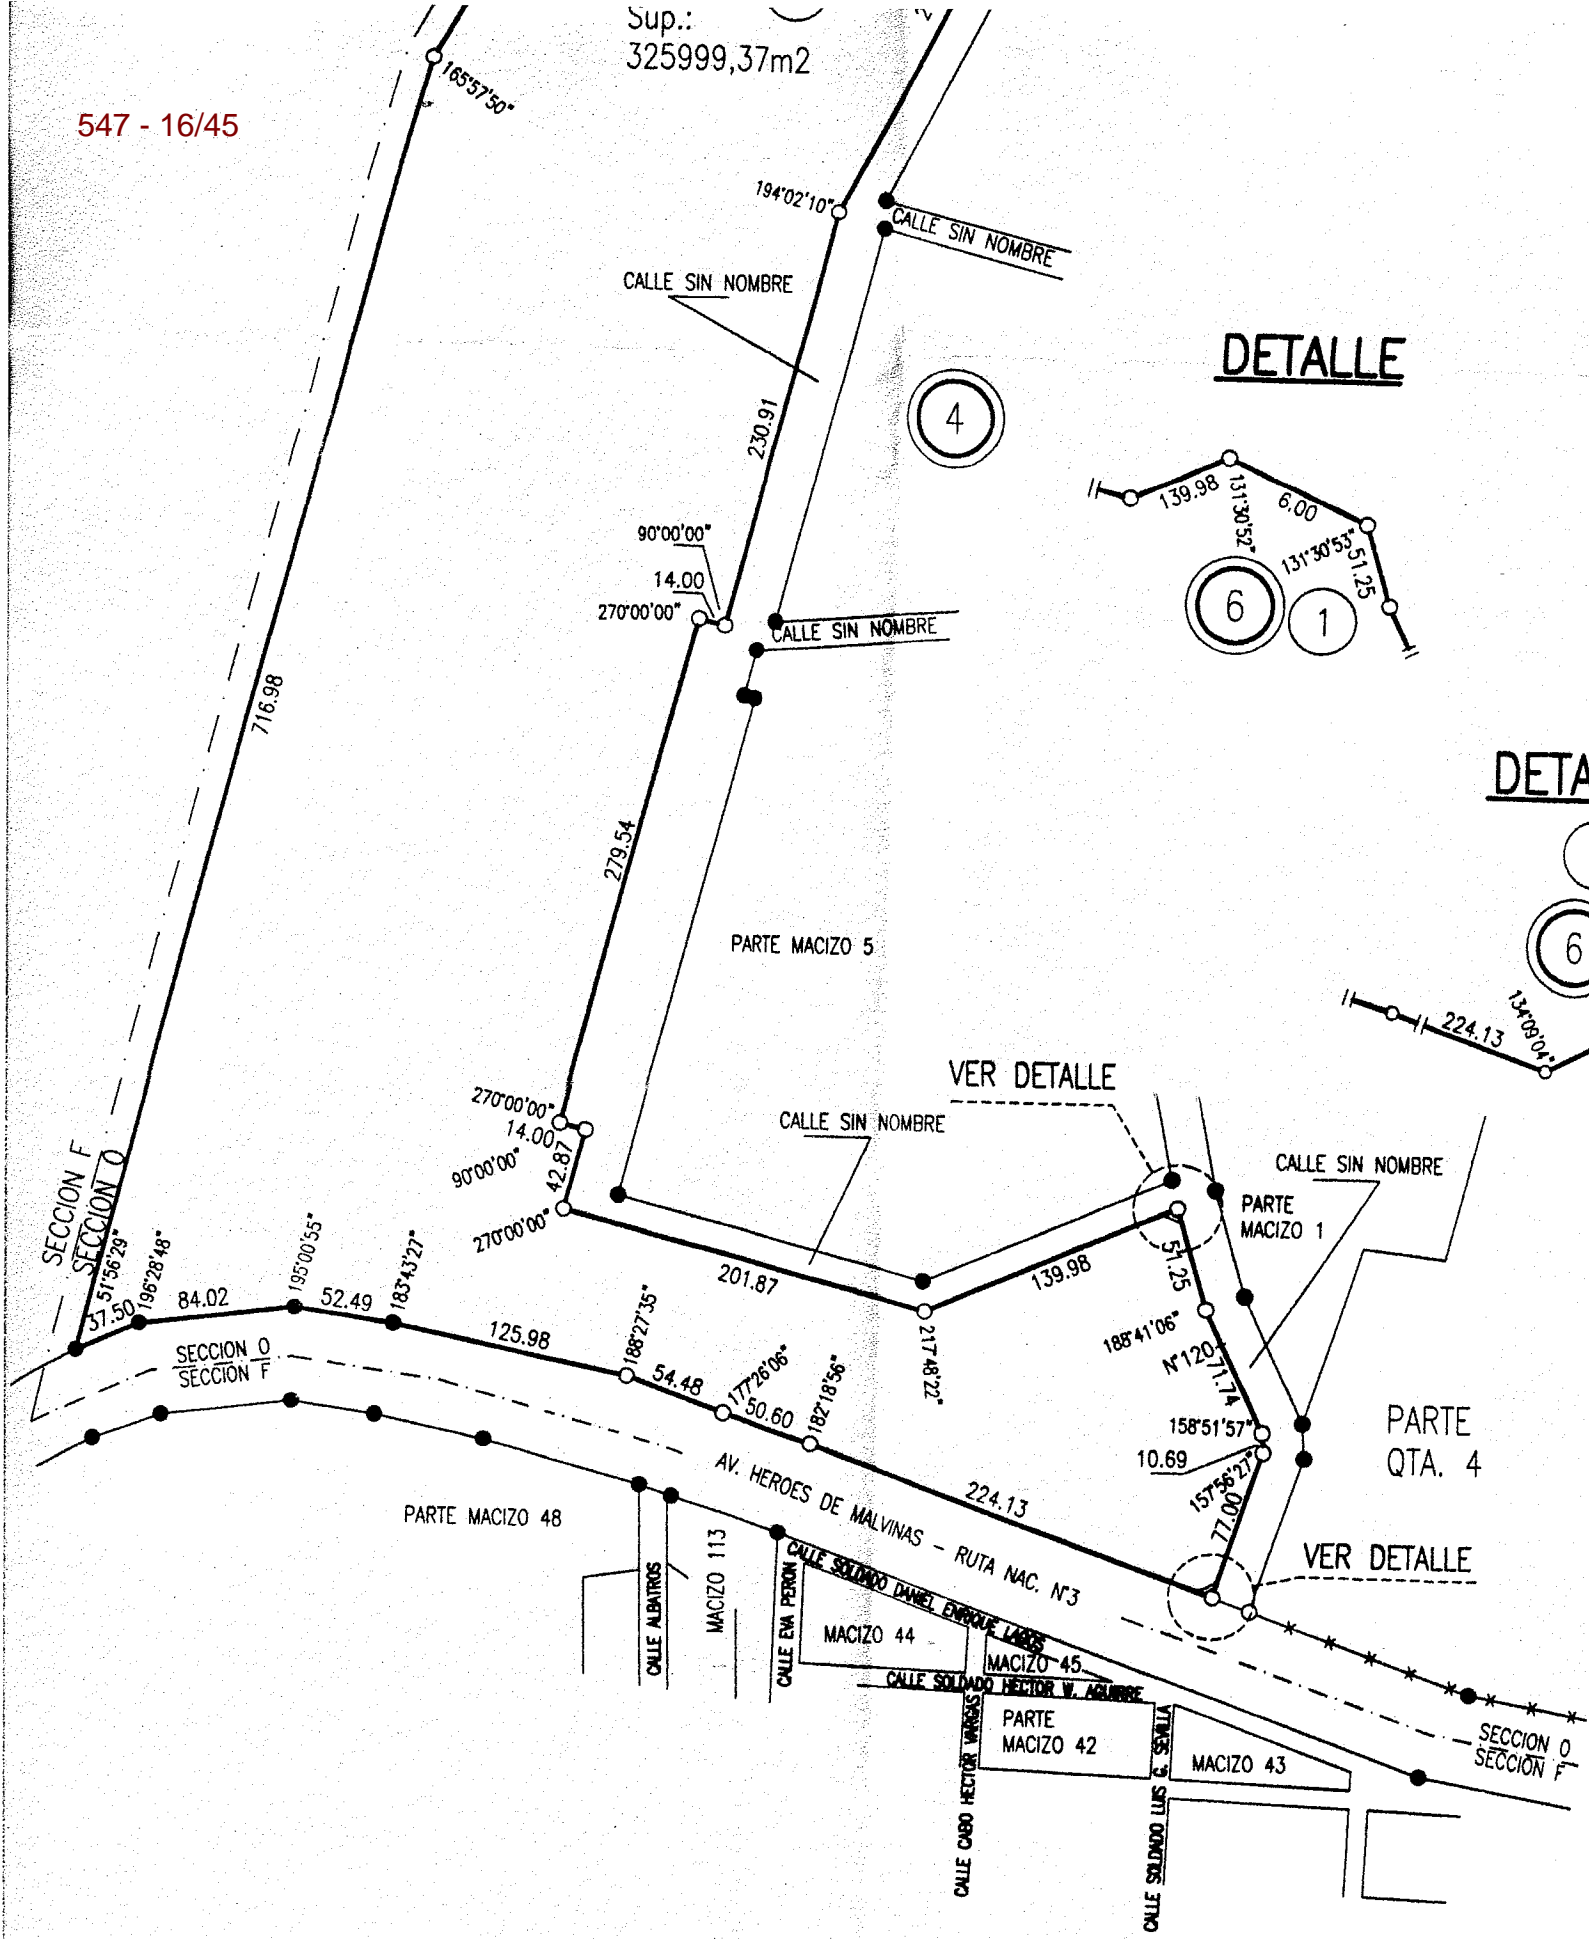 Sup.:
325999,37m2
165°57'50"
547 - 16/45
194°02'10"
CALLE SIN NOMBRE
CALLE SIN NOMBRE
DETALLE
230.91
4
139.98
131°30'52"
6.00
131°30'53"
51.25
6
1
90°00'00"
14.00
270°00'00"
CALLE SIN NOMBRE
716.98
279.54
DETA
6
PARTE MACIZO 5
224.13
134°09'04"
VER DETALLE
270°00'00"
14.00
90°00'00"
42.87
270°00'00"
CALLE SIN NOMBRE
CALLE SIN NOMBRE
PARTE
MACIZO 1
SECCION F
SECCION O
51°56'29"
196°28'48"
195°00'55"
183°43'27"
37.50
84.02
52.49
125.98
188°27'35"
54.48
177°26'06"
50.60
182°18'56"
201.87
139.98
217°48'22"
51.25
188°41'06"
N°120
71.74
158°51'57"
10.69
157°56'27"
77.00
PARTE
QTA. 4
SECCION O
SECCION F
224.13
AV. HEROES DE MALVINAS - RUTA NAC. N°3
VER DETALLE
PARTE MACIZO 48
CALLE ALBATROS
MACIZO 113
CALLE EVA PERON
CALLE SOLDADO DANIEL ENRIQUE LAGOS
MACIZO 44
MACIZO 45
CALLE SOLDADO HECTOR W. AGUIRRE
CALLE CABO HECTOR VARGAS
PARTE
MACIZO 42
CALLE SOLDADO LUIS G. SEVILLA
MACIZO 43
SECCION O
SECCION F